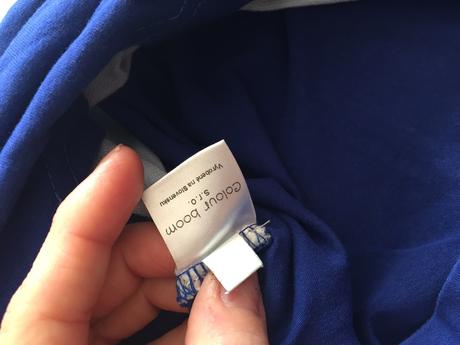 Colour boom
s.r.o.
Vyrobené na Slovensku